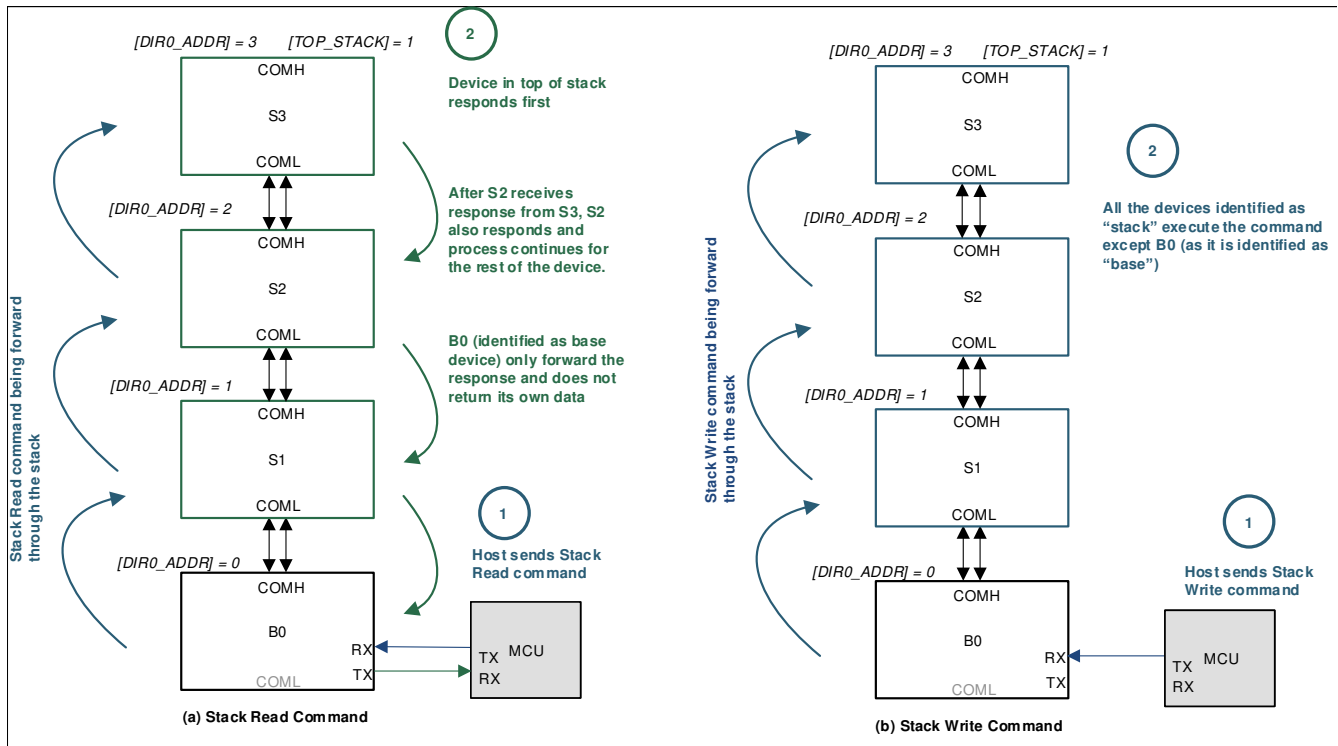 [DIR0_ADDR] = 3
[TOP_STACK] = 1
2
COMH
S3
COML
Device in top of stack
responds first
[DIR0_ADDR] = 2
After S2 receives
response from S3, S2
also responds and
process continues for
the rest of the device.
COMH
S2
COML
B0 (identified as base
device) only forward the
response and does not
return its own data
[DIR0_ADDR] = 1
COMH
S1
COML
Stack Read command being forward
through the stack
1
Host sends Stack
Read command
[DIR0_ADDR] = 0
COMH
B0
RX
TX
COML
TX
MCU
RX
(a) Stack Read Command
[DIR0_ADDR] = 3
[TOP_STACK] = 1
COMH
S3
COML
2
All the devices identified as
“stack” execute the command
except B0 (as it is identified as
“base”)
[DIR0_ADDR] = 2
COMH
S2
COML
Stack Write command being forward
through the stack
[DIR0_ADDR] = 1
COMH
S1
COML
1
Host sends Stack
Write command
[DIR0_ADDR] = 0
COMH
B0
RX
TX
COML
TX
MCU
RX
(b) Stack Write Command